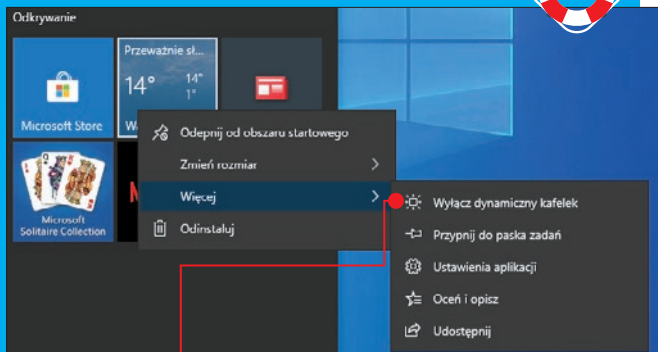 Odkrywanie
Microsoft Store
Przeważnie sł...
14°
14°
1°
Microsoft
Solitaire Collection
Odepnij od obszaru startowego
Zmień rozmiar
Więcej
Odinstaluj
Wyłącz dynamiczny kafelek
Przypnij do paska zadań
Ustawienia aplikacji
Oceń i opisz
Udostępnij